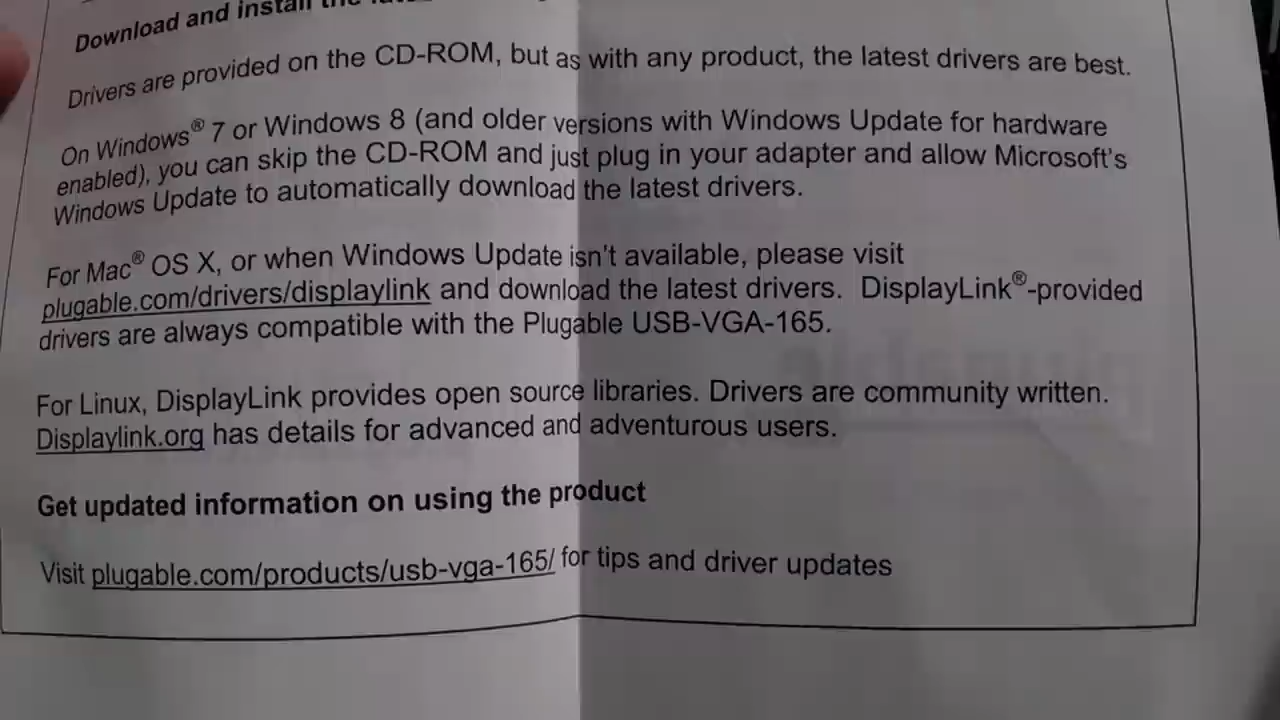 Download and install the
Drivers are provided on the CD-ROM, but as with any product, the latest drivers are best.
On Windows® 7 or Windows 8 (and older versions with Windows Update for hardware
enabled), you can skip the CD-ROM and just plug in your adapter and allow Microsoft's
Windows Update to automatically download the latest drivers.
For Mac® OS X, or when Windows Update isn't available, please visit
plugable.com/drivers/displaylink and download the latest drivers. DisplayLink®-provided
drivers are always compatible with the Plugable USB-VGA-165.
For Linux, DisplayLink provides open source libraries. Drivers are community written.
Displaylink.org has details for advanced and adventurous users.
Get updated information on using the product
Visit plugable.com/products/usb-vga-165/ for tips and driver updates